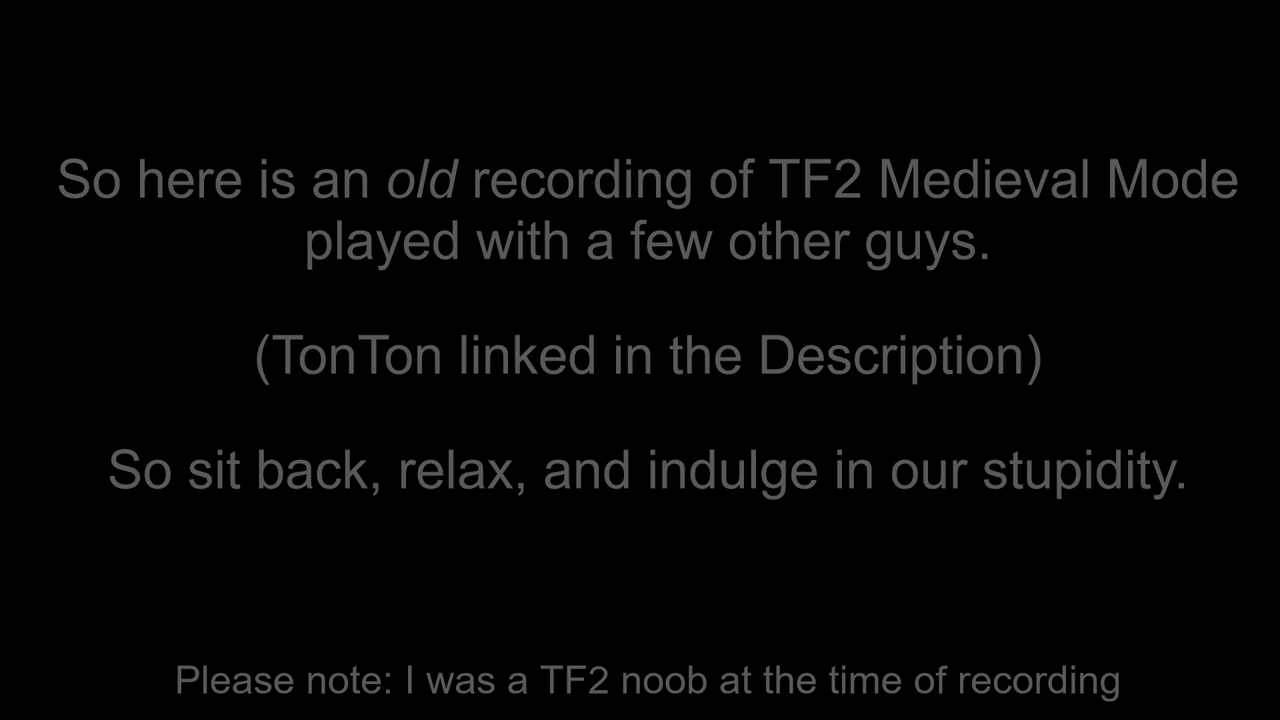 So here is an old recording of TF2 Medieval Mode
played with a few other guys.
(TonTon linked in the Description)
So sit back, relax, and indulge in our stupidity.
Please note: I was a TF2 noob at the time of recording